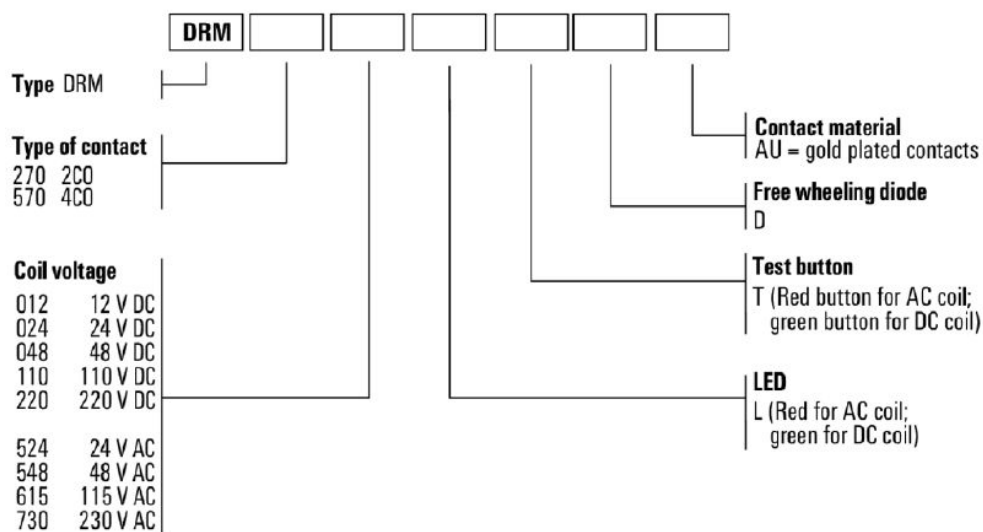 DRM
Type DRM
Type of contact
270 2CO
570 4CO
Coil voltage
012 12 V DC
024 24 V DC
048 48 V DC
110 110 V DC
220 220 V DC
524 24 V AC
548 48 V AC
615 115 V AC
730 230 V AC
Contact material
AU = gold plated contacts
Free wheeling diode
D
Test button
T (Red button for AC coil;
green button for DC coil)
LED
L (Red for AC coil;
green for DC coil)